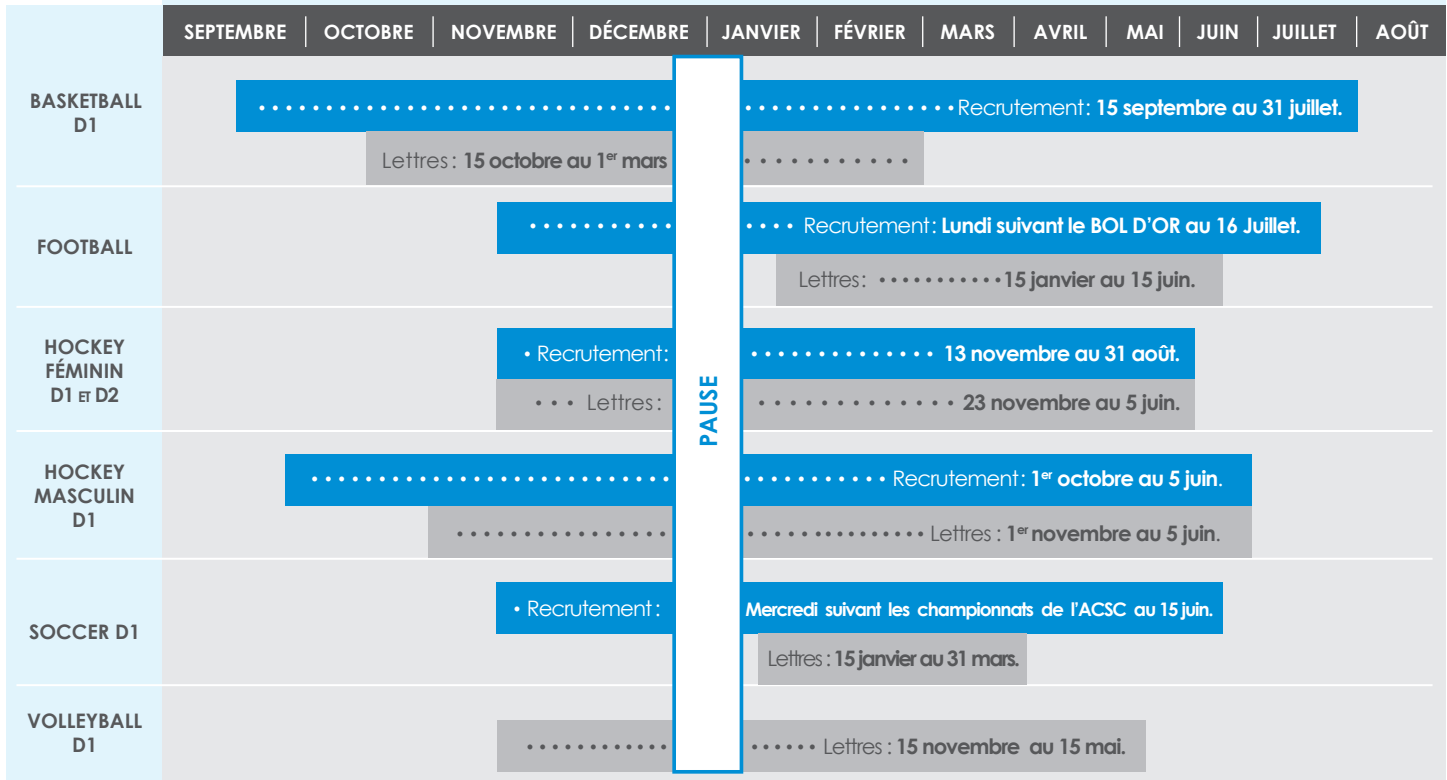 SEPTEMBRE OCTOBRE NOVEMBRE DÉCEMBRE JANVIER FÉVRIER MARS AVRIL MAI JUIN JUILLET AOÛT
BASKETBALL
D1
Recrutement: 15 septembre au 31 juillet.
Lettres : 15 octobre au 1er mars
FOOTBALL
Recrutement: Lundi suivant le BOL D'OR au 16 Juillet.
Lettres: 15 janvier au 15 juin.
HOCKEY
FÉMININ
D1 ET D2
• Recrutement: 13 novembre au 31 août.
Lettres: 23 novembre au 5 juin.
PAUSE
HOCKEY
MASCULIN
D1
Recrutement: 1er octobre au 5 juin.
Lettres : 1er novembre au 5 juin.
SOCCER D1
• Recrutement: Mercredi suivant les championnats de l'ACSC au 15 juin.
Lettres : 15 janvier au 31 mars.
VOLLEYBALL
D1
Lettres : 15 novembre au 15 mai.